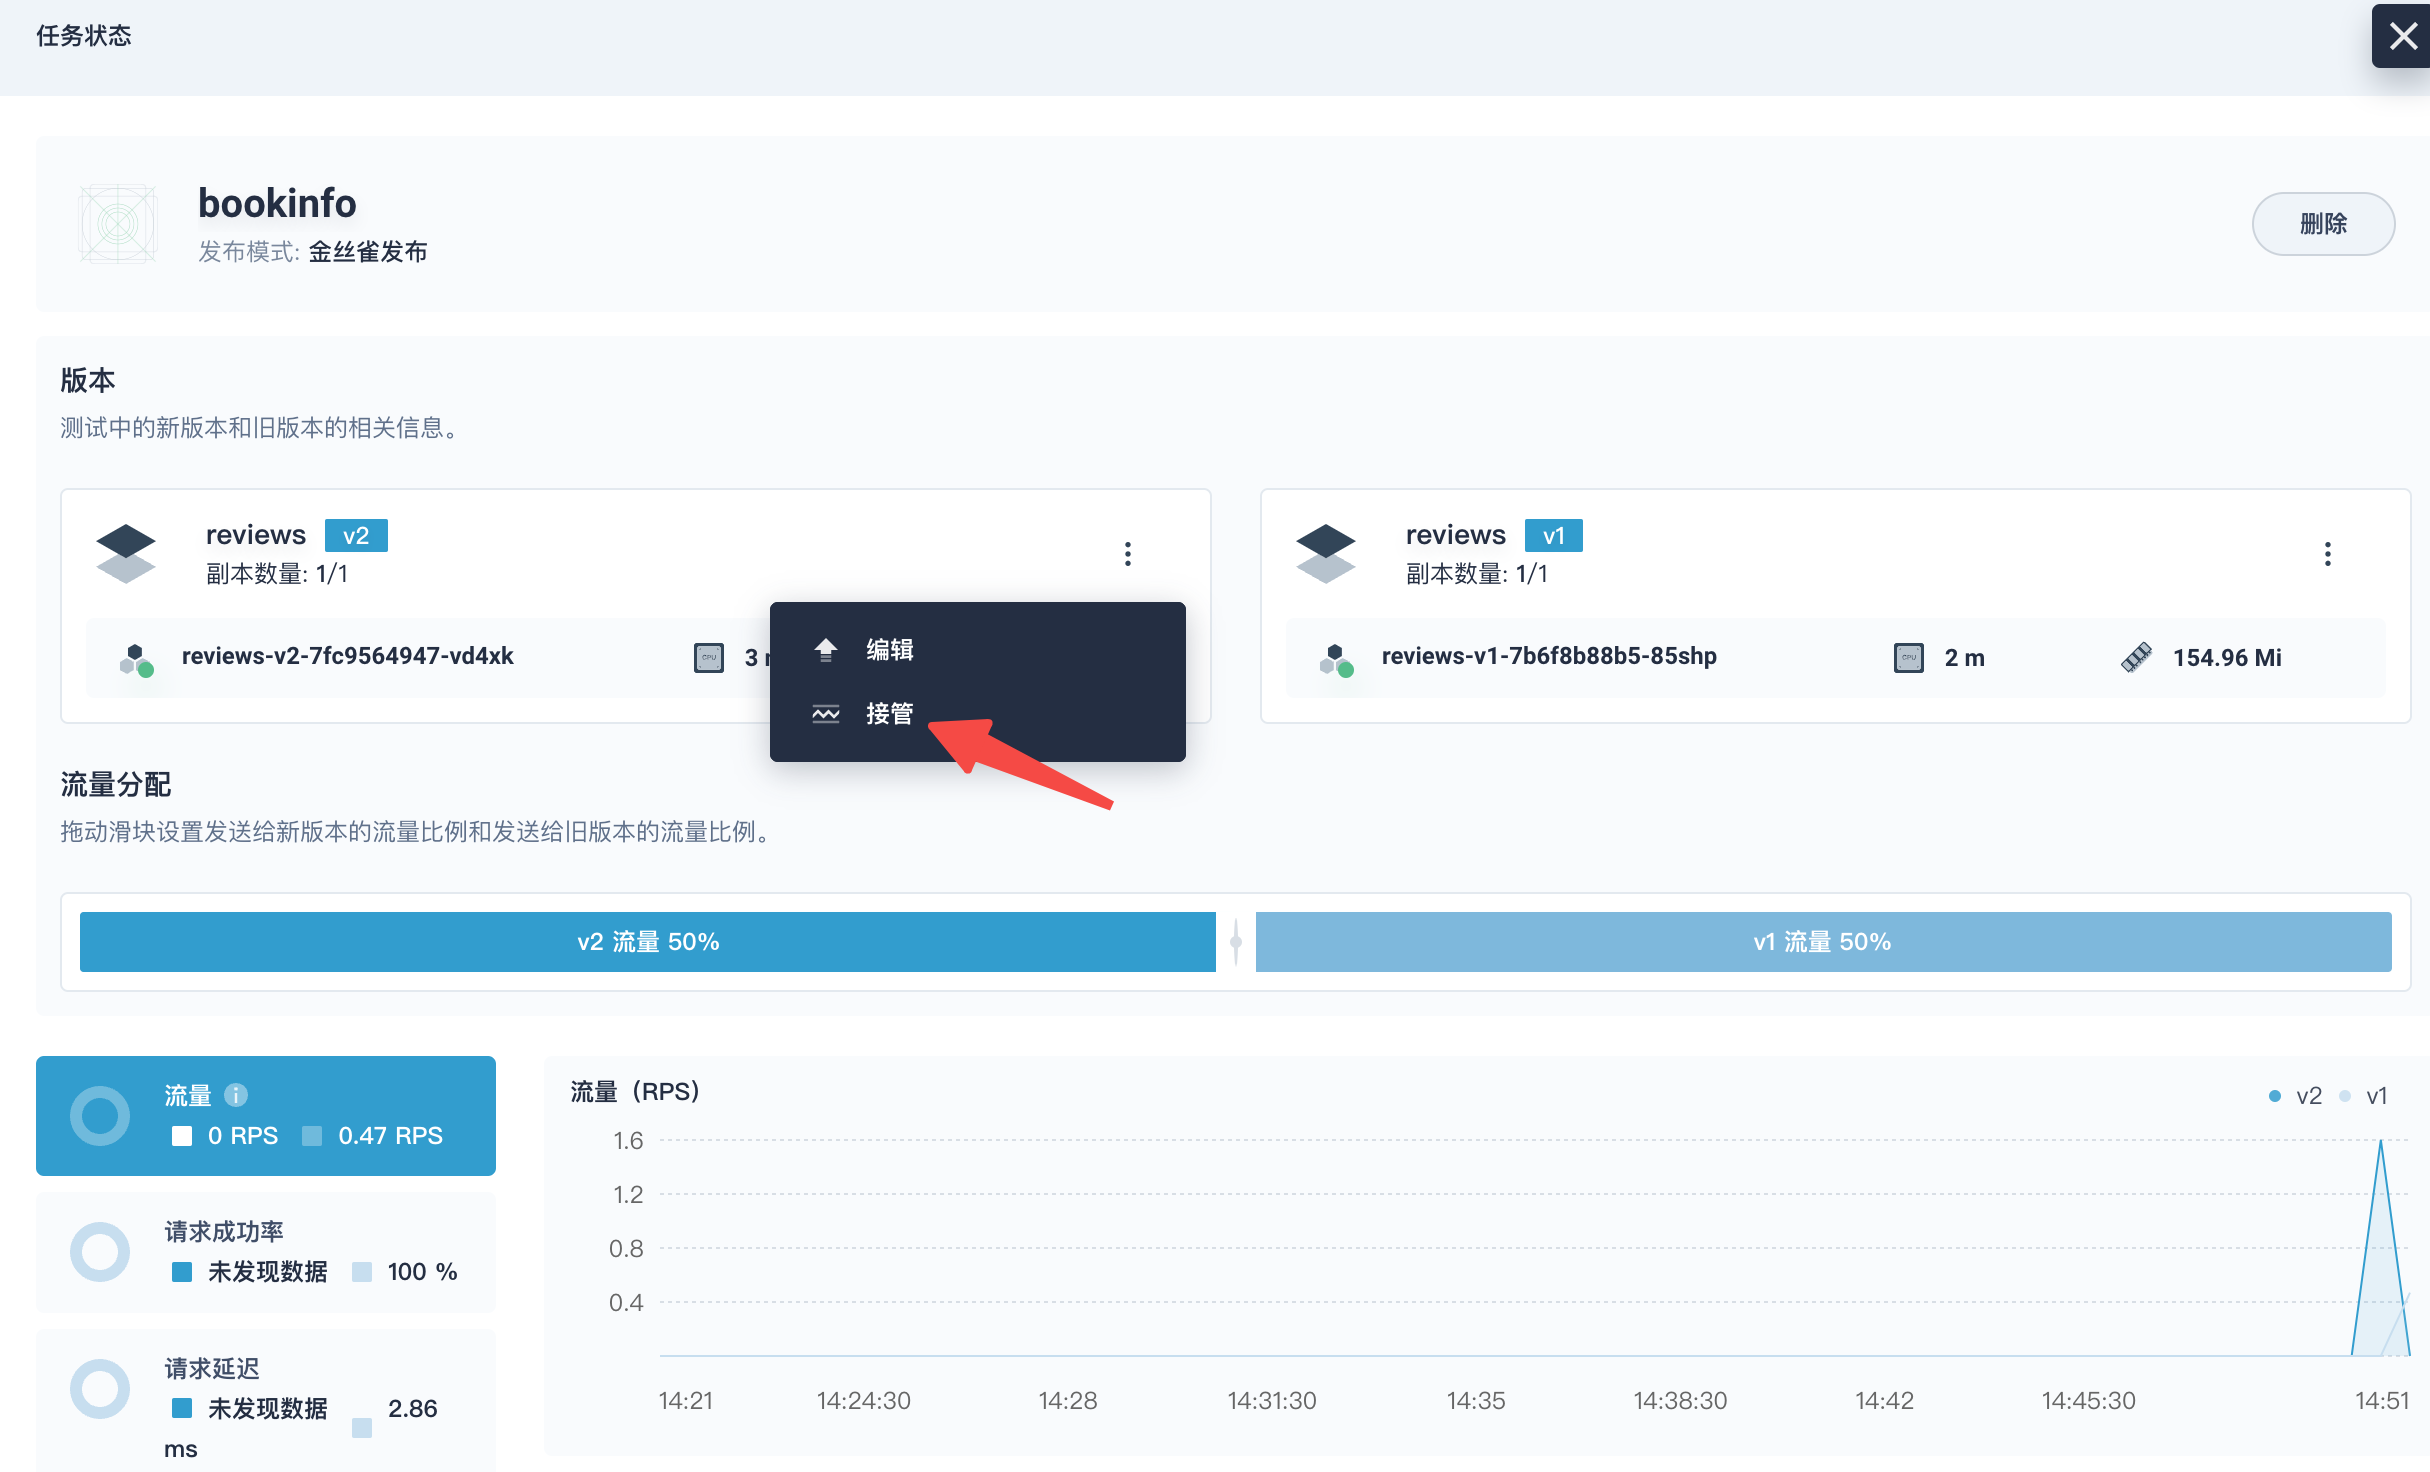 任务状态
bookinfo
发布模式: 金丝雀发布
删除
版本
测试中的新版本和旧版本的相关信息。
reviews v2
副本数量: 1/1
reviews-v2-7fc9564947-vd4xk
CPU
3
编辑
接管
reviews v1
副本数量: 1/1
reviews-v1-7b6f8b88b5-85shp
CPU
2 m
154.96 Mi
流量分配
拖动滑块设置发送给新版本的流量比例和发送给旧版本的流量比例。
v2 流量 50%
v1 流量 50%
流量
0 RPS 0.47 RPS
请求成功率
未发现数据 100 %
请求延迟
未发现数据 2.86
ms
流量（RPS）
v2 v1
1.6
1.2
0.8
0.4
14:21 14:24:30 14:28 14:31:30 14:35 14:38:30 14:42 14:45:30 14:51